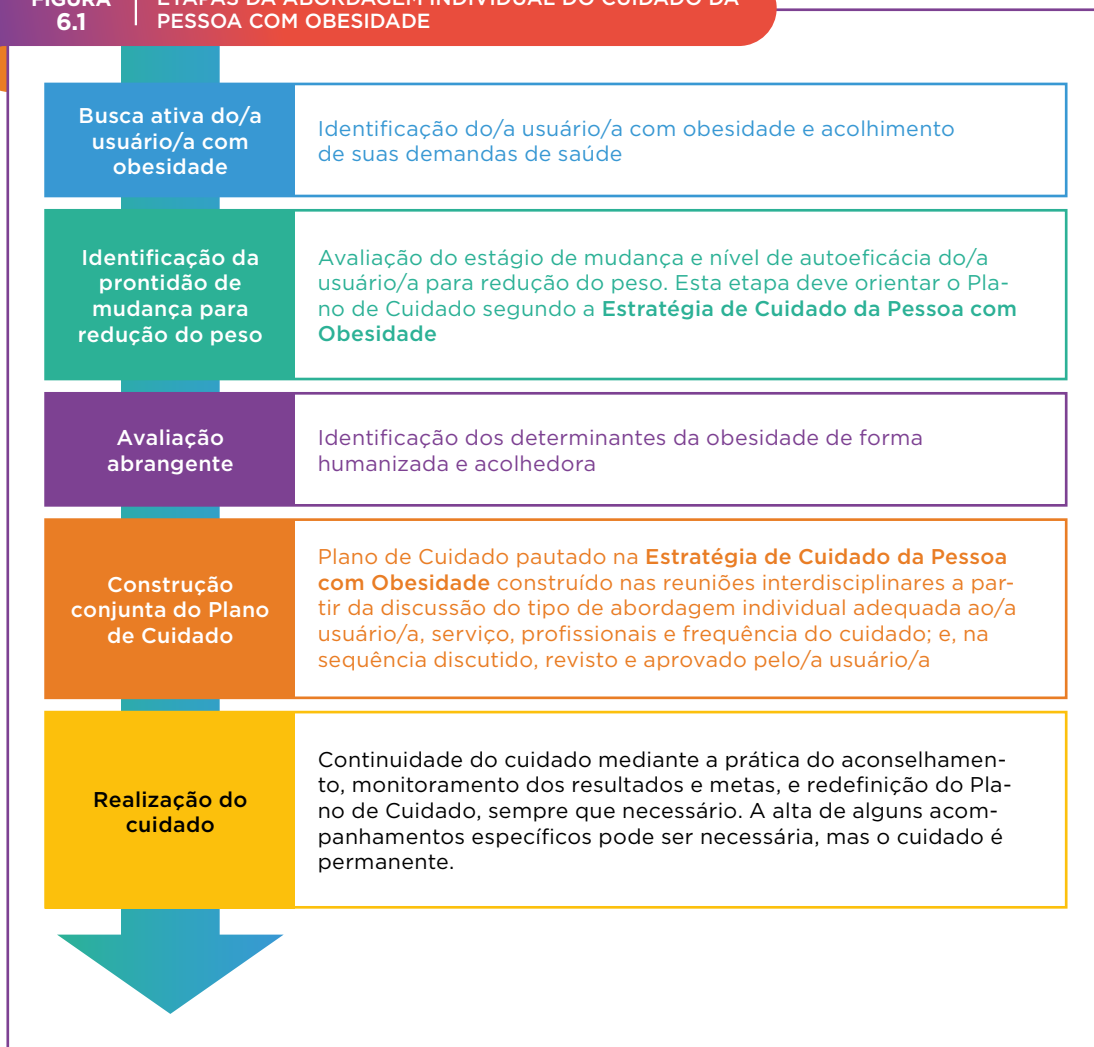 FIGURA
6.1
ETAPAS DA ABORDAGEM INDIVIDUAL DO CUIDADO DA
PESSOA COM OBESIDADE
Busca ativa do/a
usuário/a com
obesidade
Identificação do/a usuário/a com obesidade e acolhimento
de suas demandas de saúde
Identificação da
prontidão de
mudança para
redução do peso
Avaliação do estágio de mudança e nível de autoeficácia do/a
usuário/a para redução do peso. Esta etapa deve orientar o Pla-
no de Cuidado segundo a Estratégia de Cuidado da Pessoa com
Obesidade
Avaliação
abrangente
Identificação dos determinantes da obesidade de forma
humanizada e acolhedora
Construção
conjunta do Plano
de Cuidado
Plano de Cuidado pautado na Estratégia de Cuidado da Pessoa
com Obesidade construído nas reuniões interdisciplinares a par-
tir da discussão do tipo de abordagem individual adequada ao/a
usuário/a, serviço, profissionais e frequência do cuidado; e, na
sequência discutido, revisto e aprovado pelo/a usuário/a
Realização do
cuidado
Continuidade do cuidado mediante a prática do aconselhamen-
to, monitoramento dos resultados e metas, e redefinição do Pla-
no de Cuidado, sempre que necessário. A alta de alguns acom-
panhamentos específicos pode ser necessária, mas o cuidado é
permanente.